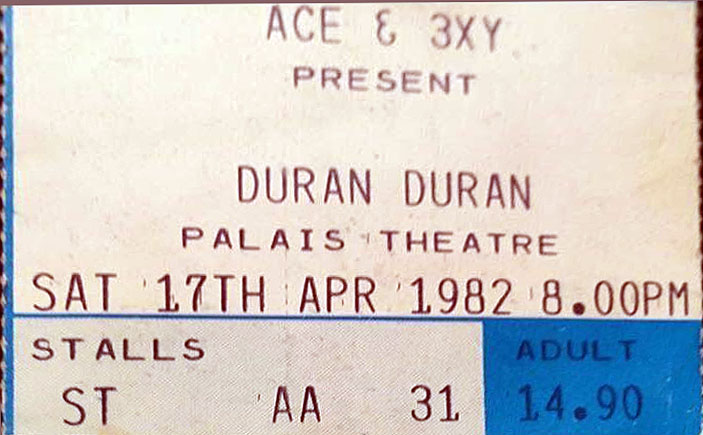 ACE & 3XY
PRESENT
DURAN DURAN
PALAIS THEATRE
SAT 17TH APR 1982 8.00PM
STALLS ADULT
ST AA 31 14.90